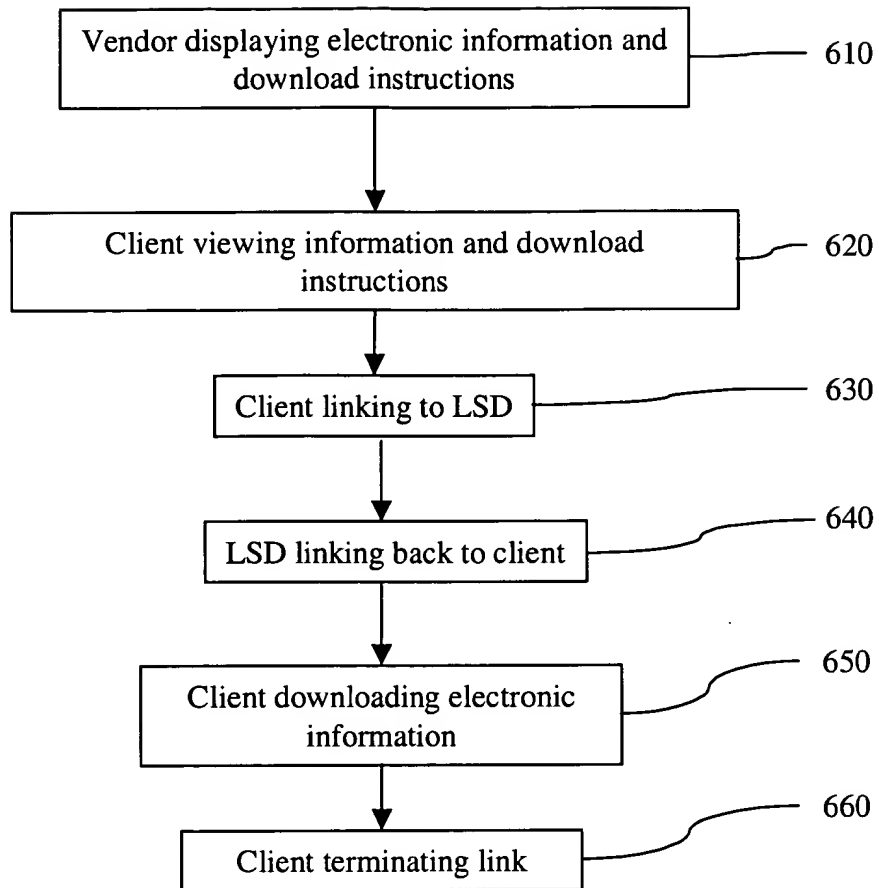 Vendor displaying electronic information and
download instructions
610
Client viewing information and download
instructions
620
Client linking to LSD
630
LSD linking back to client
640
Client downloading electronic
information
650
Client terminating link
660